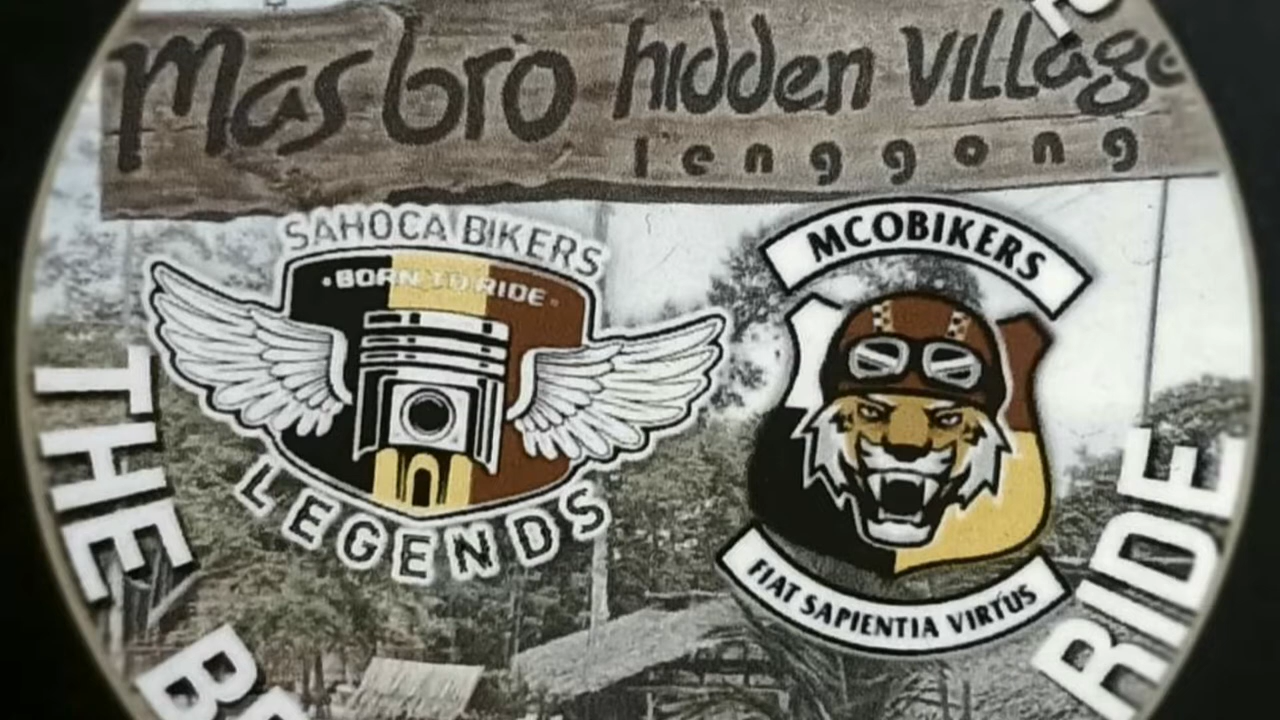 Mas bro hidden village
lenggong
SAHOCA BIKERS
• BORN TO RIDE •
LEGENDS
MCOBIKERS
FIAT SAPIENTIA VIRTUS
THE
RIDE